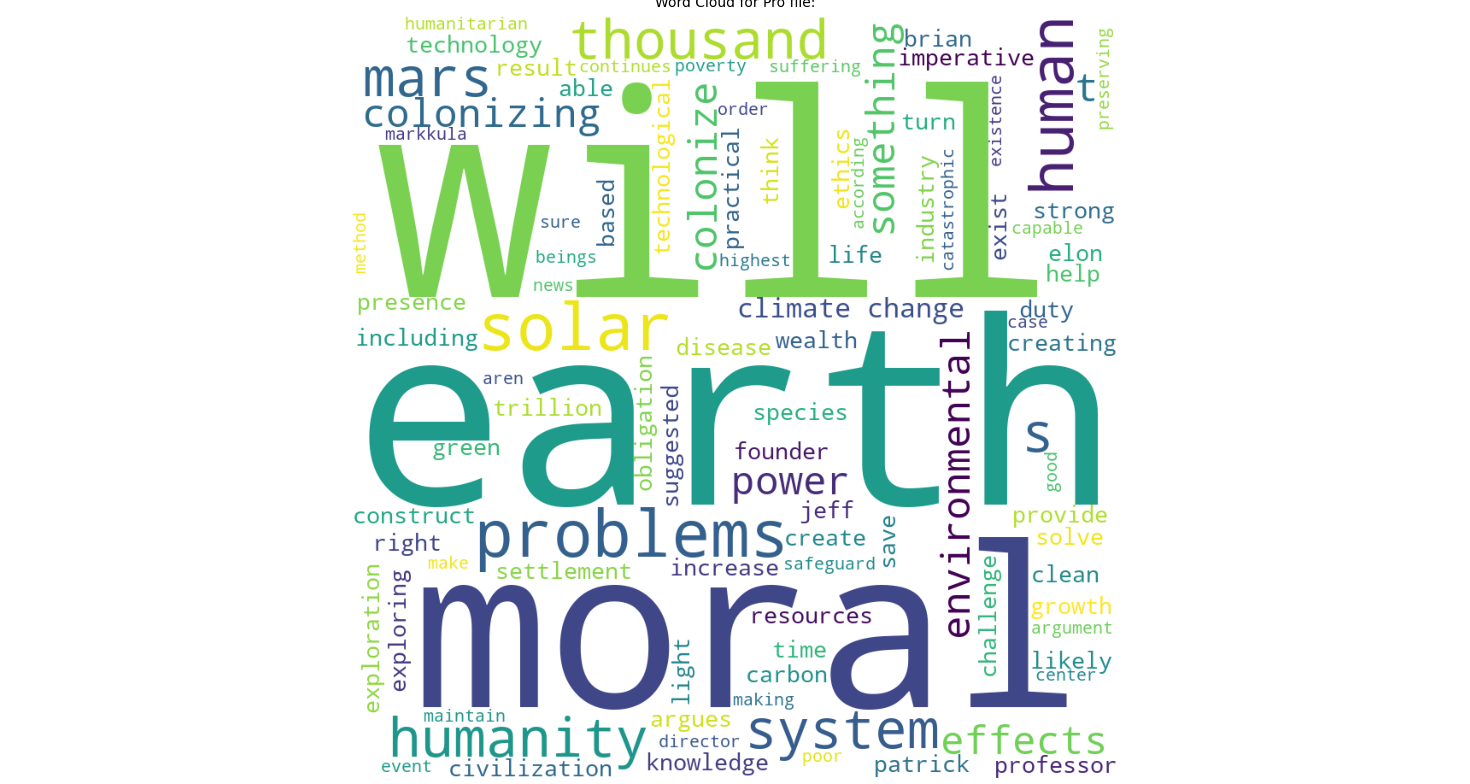 Word Cloud for Pro file:
humanitarian
thousand
brian
human
technology
mars
result
continues
poverty
suffering
imperative
preserving
able
something
t
colonizing
will
technological
colonize
order
existence
markkula
practical
think
ethics
according
turn
industry
catastrophic
method
sure
based
exist
strong
capable
beings
highest
life
elon
news
help
presence
solar
climate change
duty
including
disease
wealth
environmental
case
creating
earth
aren
obligation
trillion
suggested
species
green
founder
s
good
power
construct
problems
jeff
provide
right
create
save
solve
make
settlement
increase
safeguard
challenge
clean
exploration
exploring
moral
resources
growth
argument
light
time
likely
carbon
center
making
maintain
humanity
argues
system
effects
director
event
civilization
knowledge
poor
patrick
professor